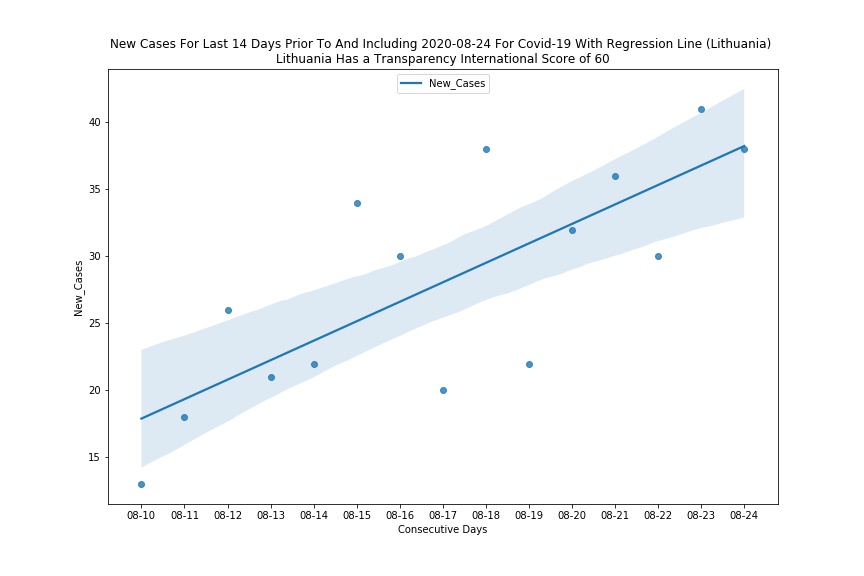 New Cases For Last 14 Days Prior To And Including 2020-08-24 For Covid-19 With Regression Line (Lithuania)
Lithuania Has a Transparency International Score of 60
New_Cases
40
35
30
25
20
15
New_Cases
08-10 08-11 08-12 08-13 08-14 08-15 08-16 08-17 08-18 08-19 08-20 08-21 08-22 08-23 08-24
Consecutive Days